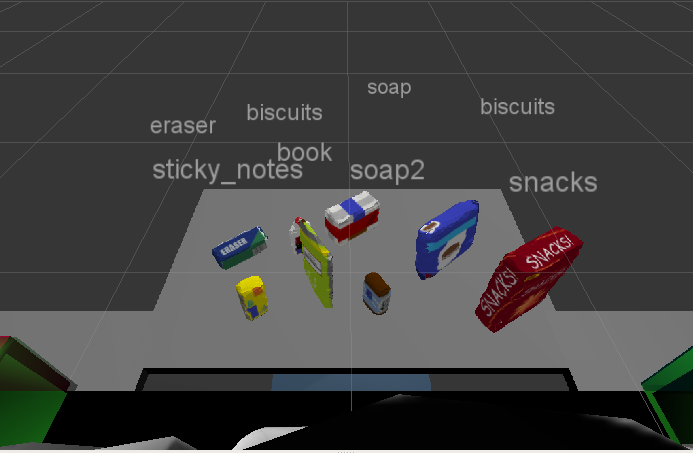 soap
biscuits
biscuits
eraser
book
sticky_notes
soap2
snacks
ERASER
SNACKS!
SNACKS!